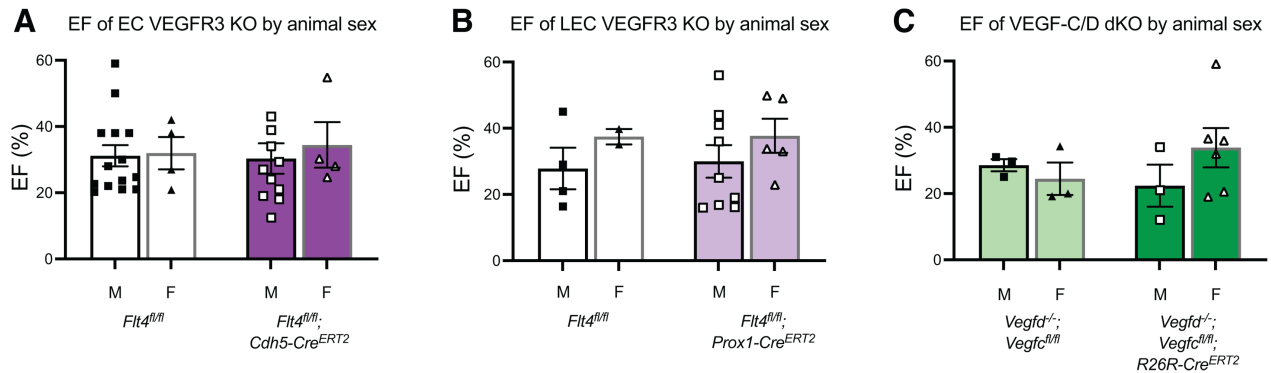 A
EF of EC VEGFR3 KO by animal sex
EF (%)
60
40
20
0
M F M F
Flt4fl/fl
Flt4fl/fl;
Cdh5-CreERT2
B
EF of LEC VEGFR3 KO by animal sex
EF (%)
60
40
20
0
M F M F
Flt4fl/fl
Flt4fl/fl;
Prox1-CreERT2
C
EF of VEGF-C/D dKO by animal sex
EF (%)
60
40
20
0
M F M F
Vegfd-/-;
Vegfcfl/fl
Vegfd-/-;
Vegfcfl/fl;
R26R-CreERT2